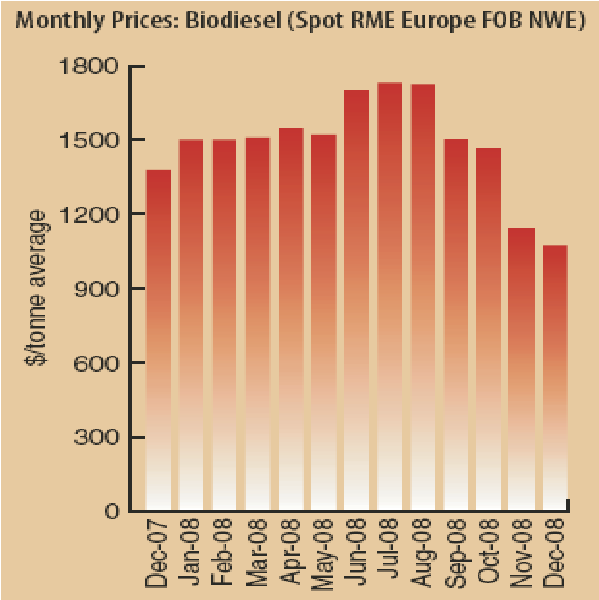 Monthly Prices: Biodiesel (Spot RME Europe FOB NWE)
1800
1500
1200
900
600
300
0
$/tonne average
Dec-07
Jan-08
Feb-08
Mar-08
Apr-08
May-08
Jun-08
Jul-08
Aug-08
Sep-08
Oct-08
Nov-08
Dec-08